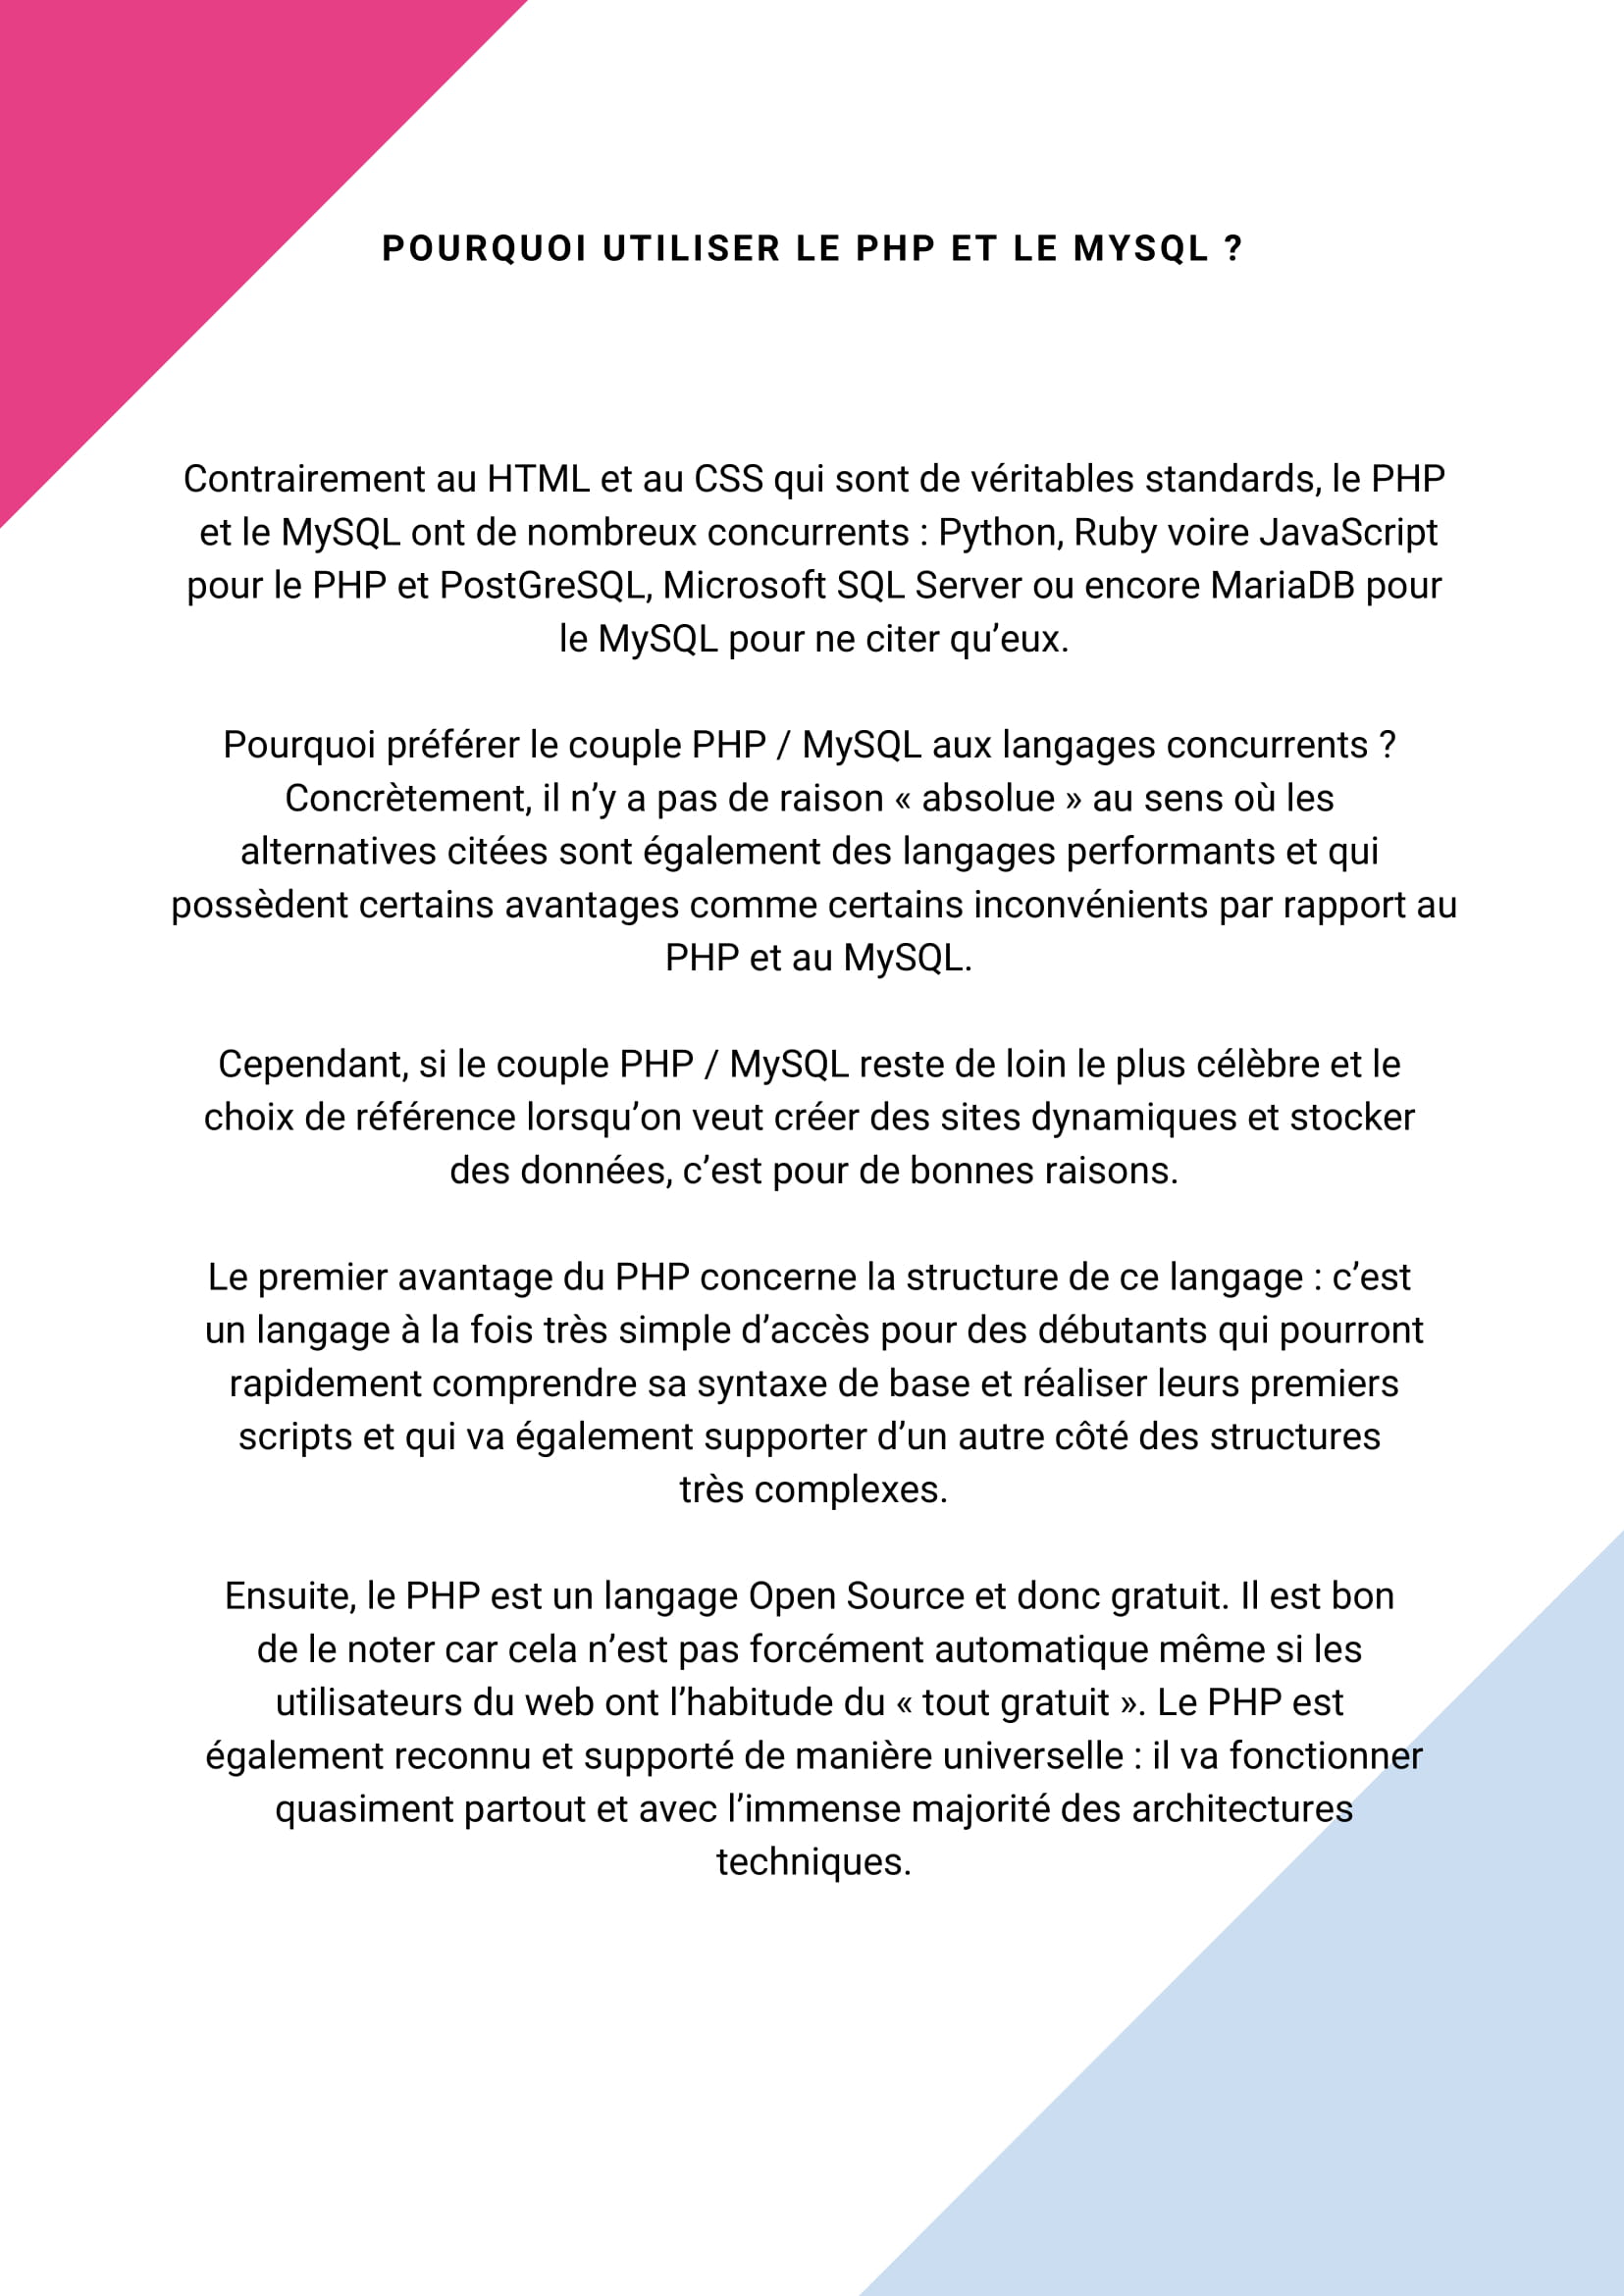 POURQUOI UTILISER LE PHP ET LE MYSQL ?
Contrairement au HTML et au CSS qui sont de véritables standards, le PHP
et le MySQL ont de nombreux concurrents : Python, Ruby voire JavaScript
pour le PHP et PostGreSQL, Microsoft SQL Server ou encore MariaDB pour
le MySQL pour ne citer qu’eux.
Pourquoi préférer le couple PHP / MySQL aux langages concurrents ?
Concrètement, il n’y a pas de raison « absolue » au sens où les
alternatives citées sont également des langages performants et qui
possèdent certains avantages comme certains inconvénients par rapport au
PHP et au MySQL.
Cependant, si le couple PHP / MySQL reste de loin le plus célèbre et le
choix de référence lorsqu’on veut créer des sites dynamiques et stocker
des données, c’est pour de bonnes raisons.
Le premier avantage du PHP concerne la structure de ce langage : c’est
un langage à la fois très simple d’accès pour des débutants qui pourront
rapidement comprendre sa syntaxe de base et réaliser leurs premiers
scripts et qui va également supporter d’un autre côté des structures
très complexes.
Ensuite, le PHP est un langage Open Source et donc gratuit. Il est bon
de le noter car cela n’est pas forcément automatique même si les
utilisateurs du web ont l’habitude du « tout gratuit ». Le PHP est
également reconnu et supporté de manière universelle : il va fonctionner
quasiment partout et avec l’immense majorité des architectures
techniques.